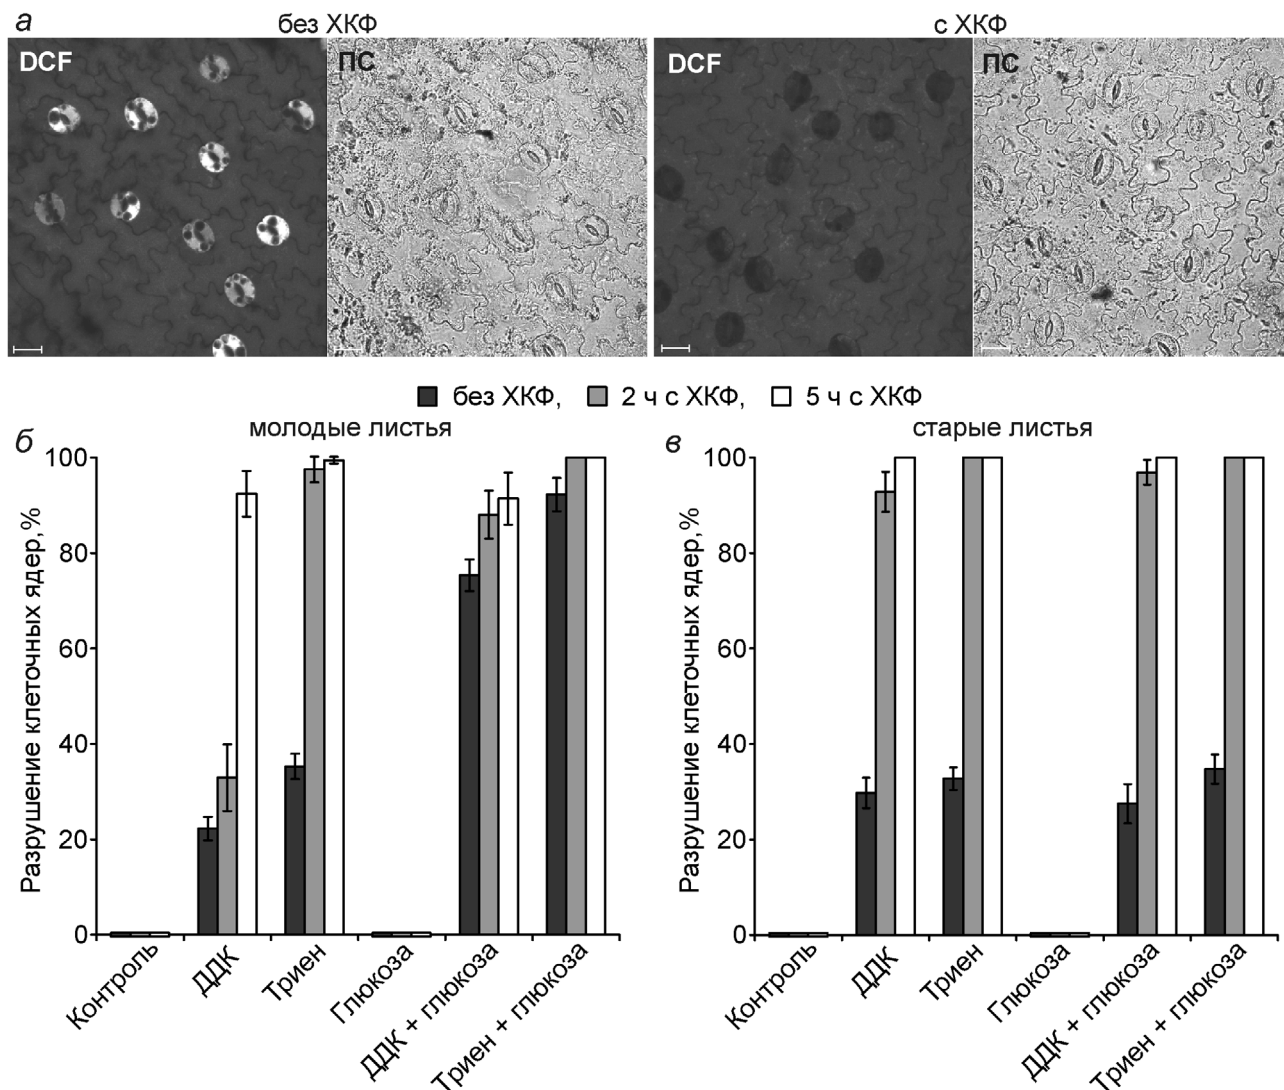 а
без ХКФ
с ХКФ
DCF
ПС
DCF
ПС
без ХКФ, 2 ч с ХКФ, 5 ч с ХКФ
б
молодые листья
Разрушение клеточных ядер,%
100
80
60
40
20
0
Контроль
ДДК
Триен
Глюкоза
ДДК + глюкоза
Триен + глюкоза
в
старые листья
Разрушение клеточных ядер,%
100
80
60
40
20
0
Контроль
ДДК
Триен
Глюкоза
ДДК + глюкоза
Триен + глюкоза